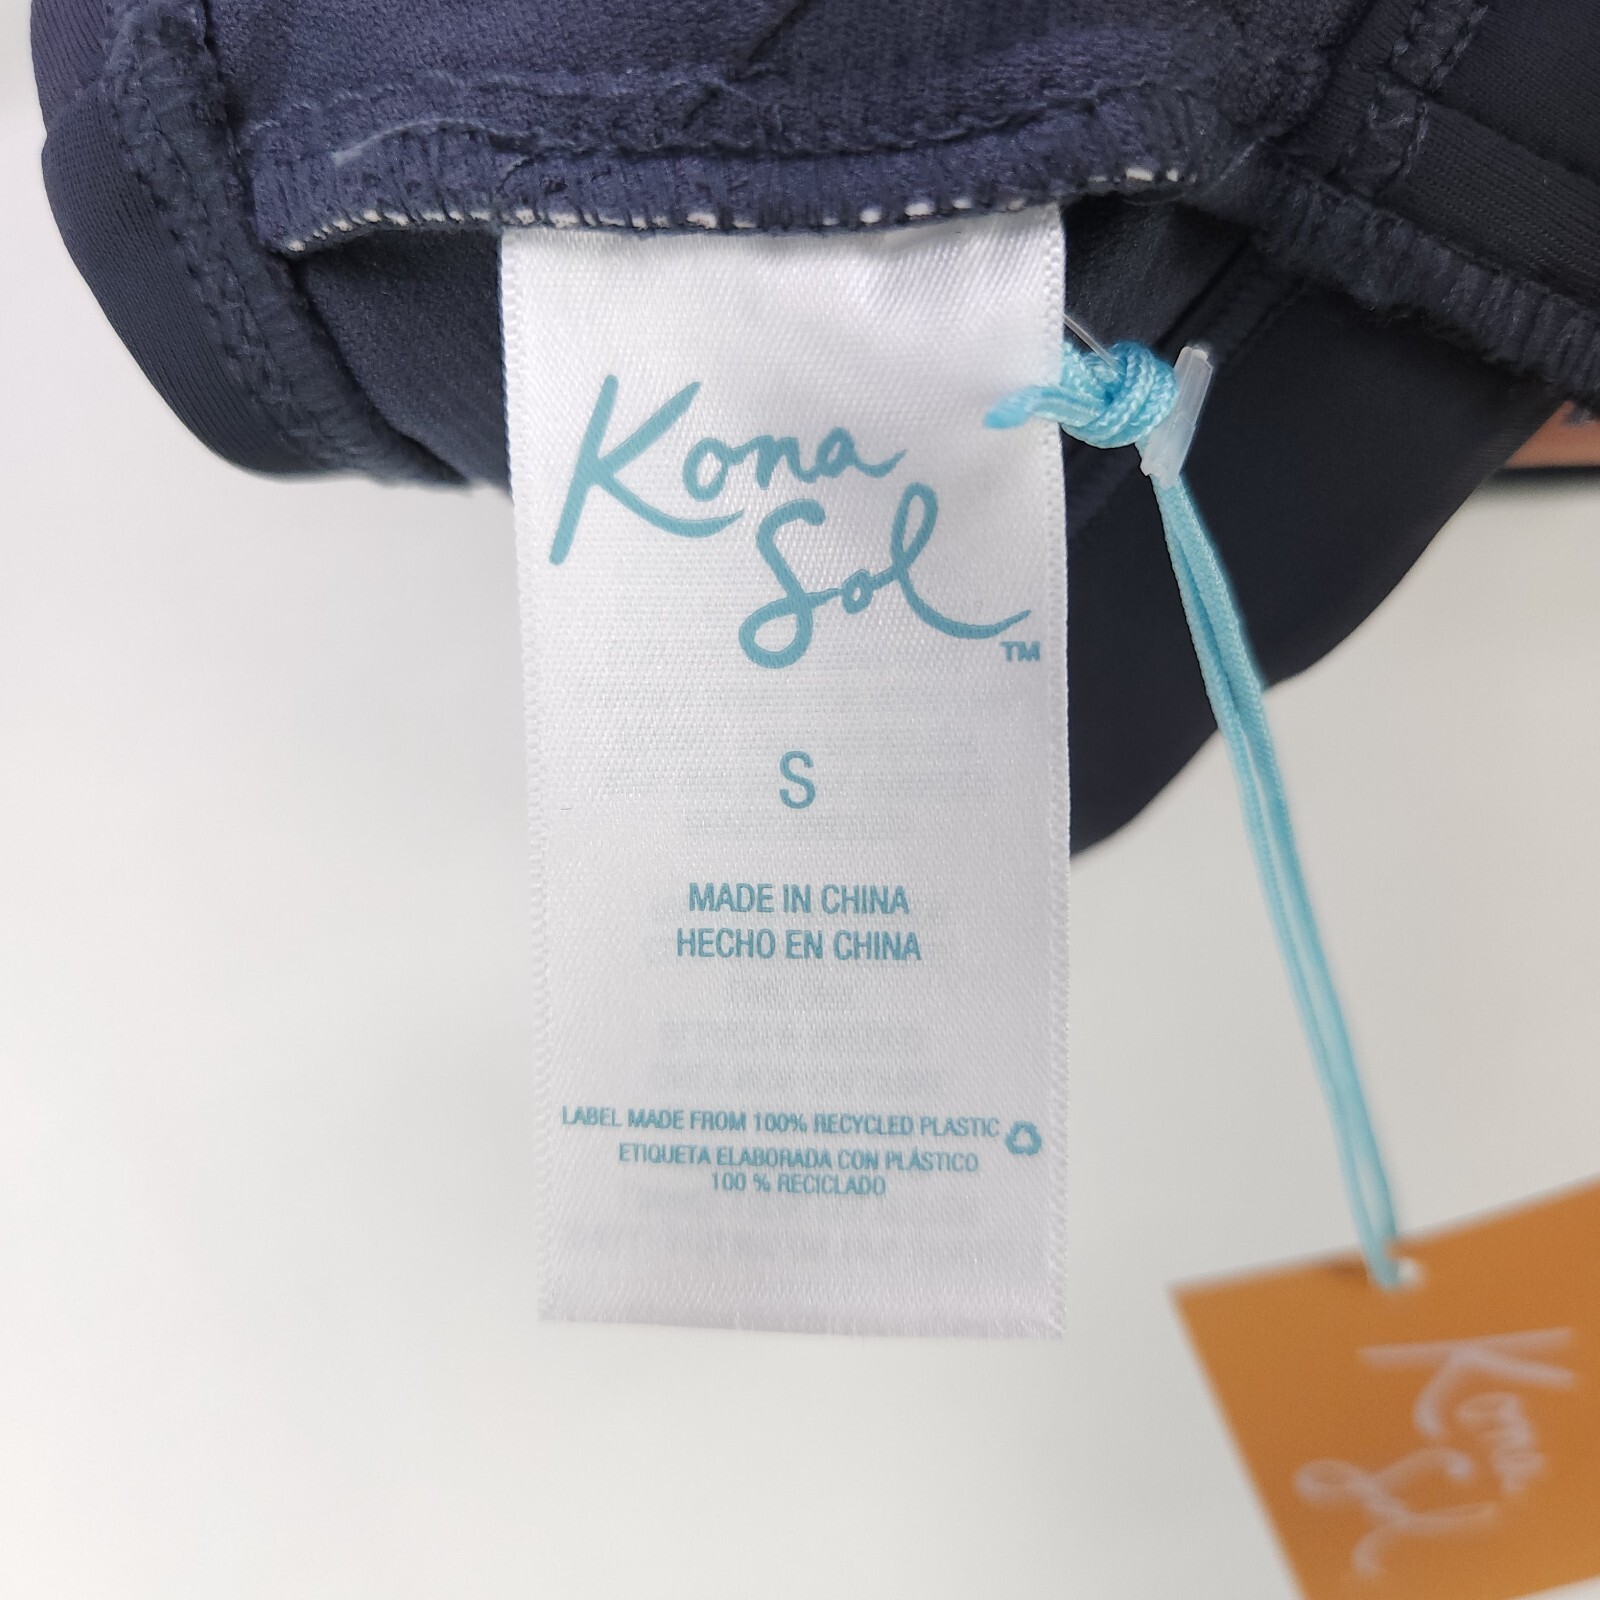 Kona
Sol
TM
S
MADE IN CHINA
HECHO EN CHINA
LABEL MADE FROM 100% RECYCLED PLASTIC
ETIQUETA ELABORADA CON PLÁSTICO
100 % RECICLADO
Kona
Sol